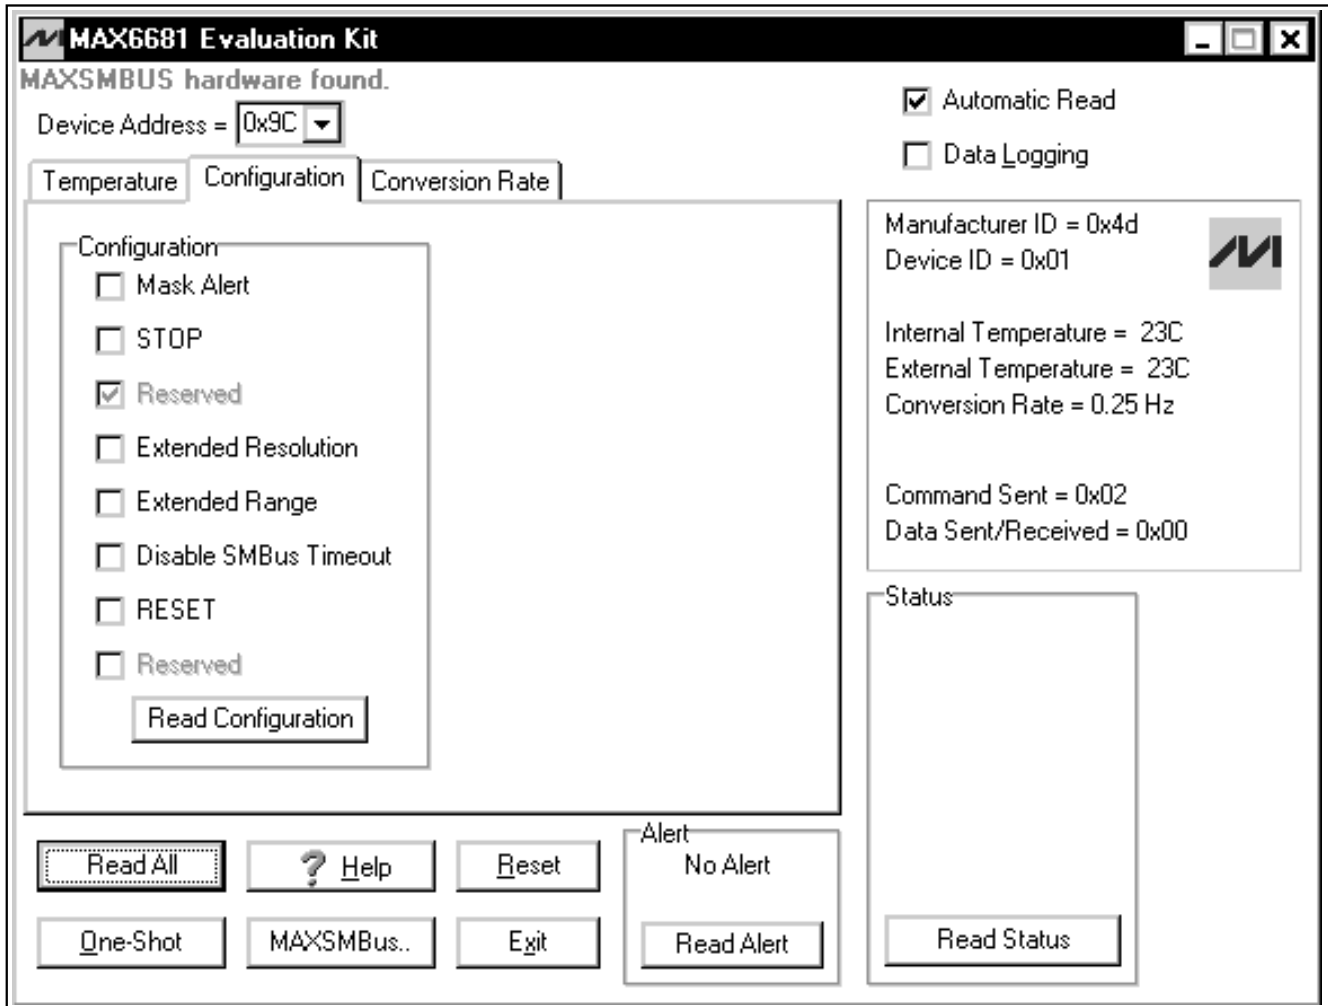 MAX6681 Evaluation Kit
MAXSMBUS hardware found.
Device Address = 0x9C
Automatic Read
Data Logging
Temperature Configuration Conversion Rate
Configuration
Mask Alert
STOP
Reserved
Extended Resolution
Extended Range
Disable SMBus Timeout
RESET
Reserved
Read Configuration
Manufacturer ID = 0x4d
Device ID = 0x01
Internal Temperature = 23C
External Temperature = 23C
Conversion Rate = 0.25 Hz
Command Sent = 0x02
Data Sent/Received = 0x00
Status
Read Status
Read All ? Help Reset
One-Shot MAXSMBus.. Exit
Alert
No Alert
Read Alert